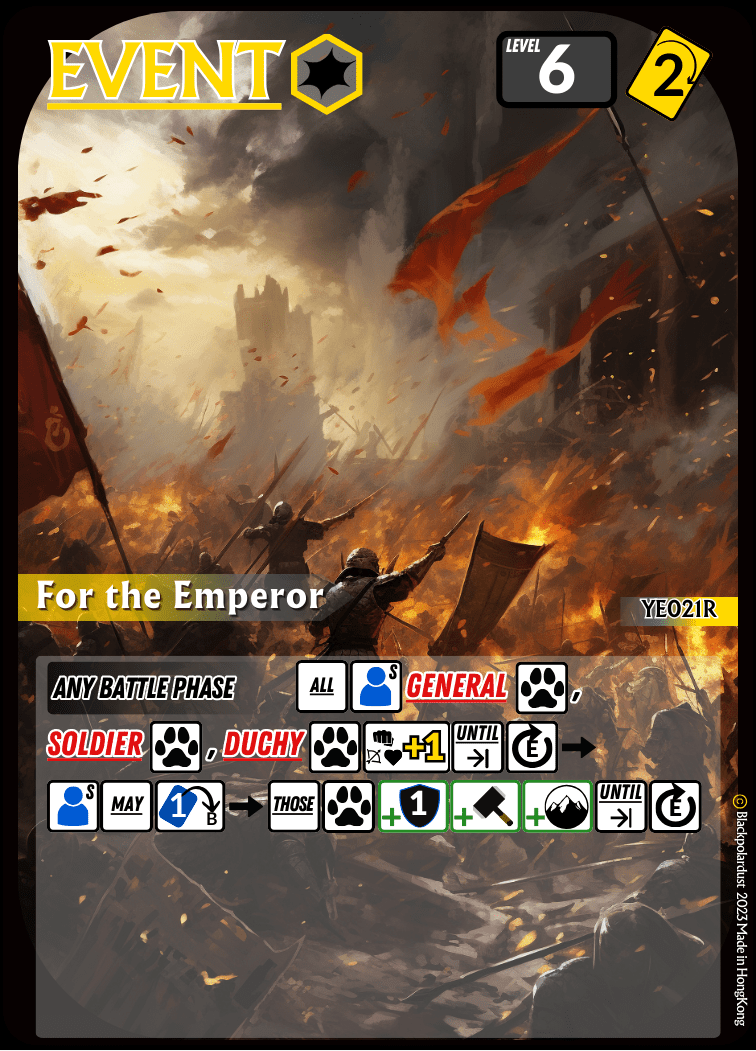 EVENT
LEVEL 6 2
For the Emperor
YE021R
ANY BATTLE PHASE ALL S GENERAL ,
SOLDIER , DUCHY +1 UNTIL E
S MAY 1 B THOSE + 1 + + UNTIL E
© Blackpolardust 2023 Made in HongKong